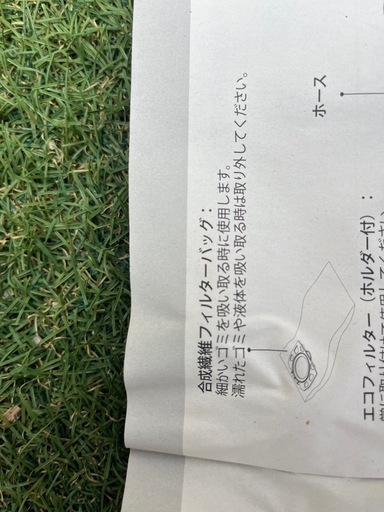 合成繊維フィルターバッグ：
細かいゴミを吸い取る時に使用します。
濡れたゴミや液体を吸い取る時は取り外してください。
ホース
エコフィルター（ホルダー付）：